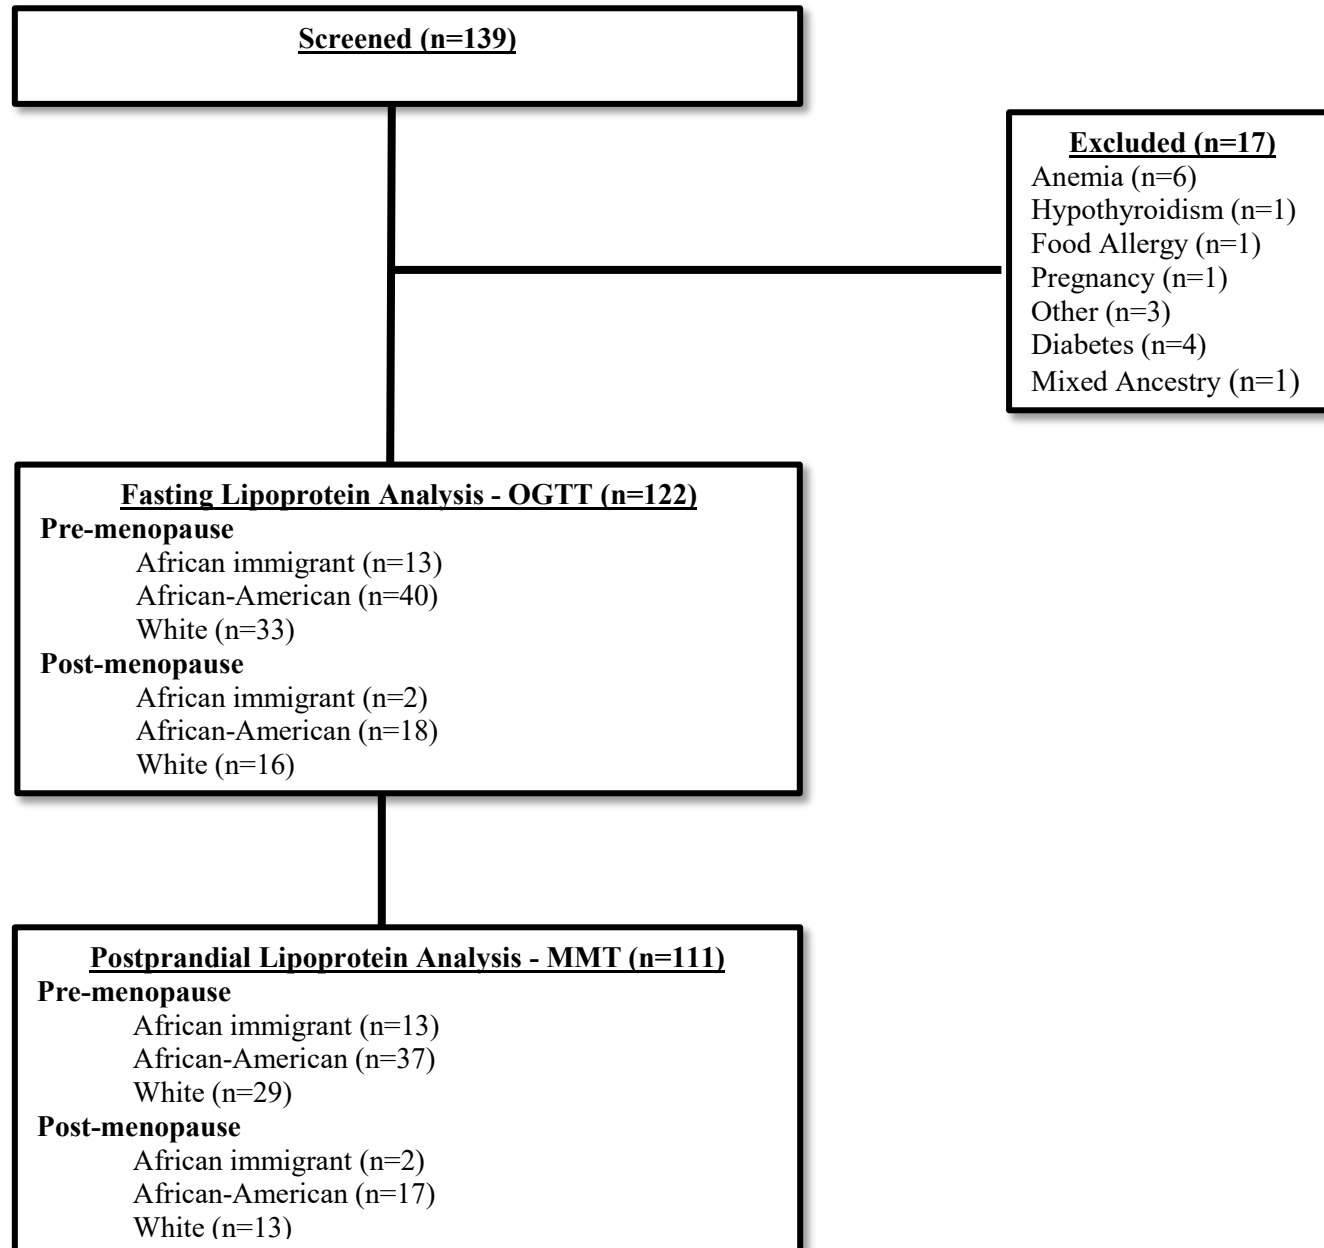 Screened (n=139)
Excluded (n=17)
Anemia (n=6)
Hypothyroidism (n=1)
Food Allergy (n=1)
Pregnancy (n=1)
Other (n=3)
Diabetes (n=4)
Mixed Ancestry (n=1)
Fasting Lipoprotein Analysis - OGTT (n=122)
Pre-menopause
African immigrant (n=13)
African-American (n=40)
White (n=33)
Post-menopause
African immigrant (n=2)
African-American (n=18)
White (n=16)
Postprandial Lipoprotein Analysis - MMT (n=111)
Pre-menopause
African immigrant (n=13)
African-American (n=37)
White (n=29)
Post-menopause
African immigrant (n=2)
African-American (n=17)
White (n=13)